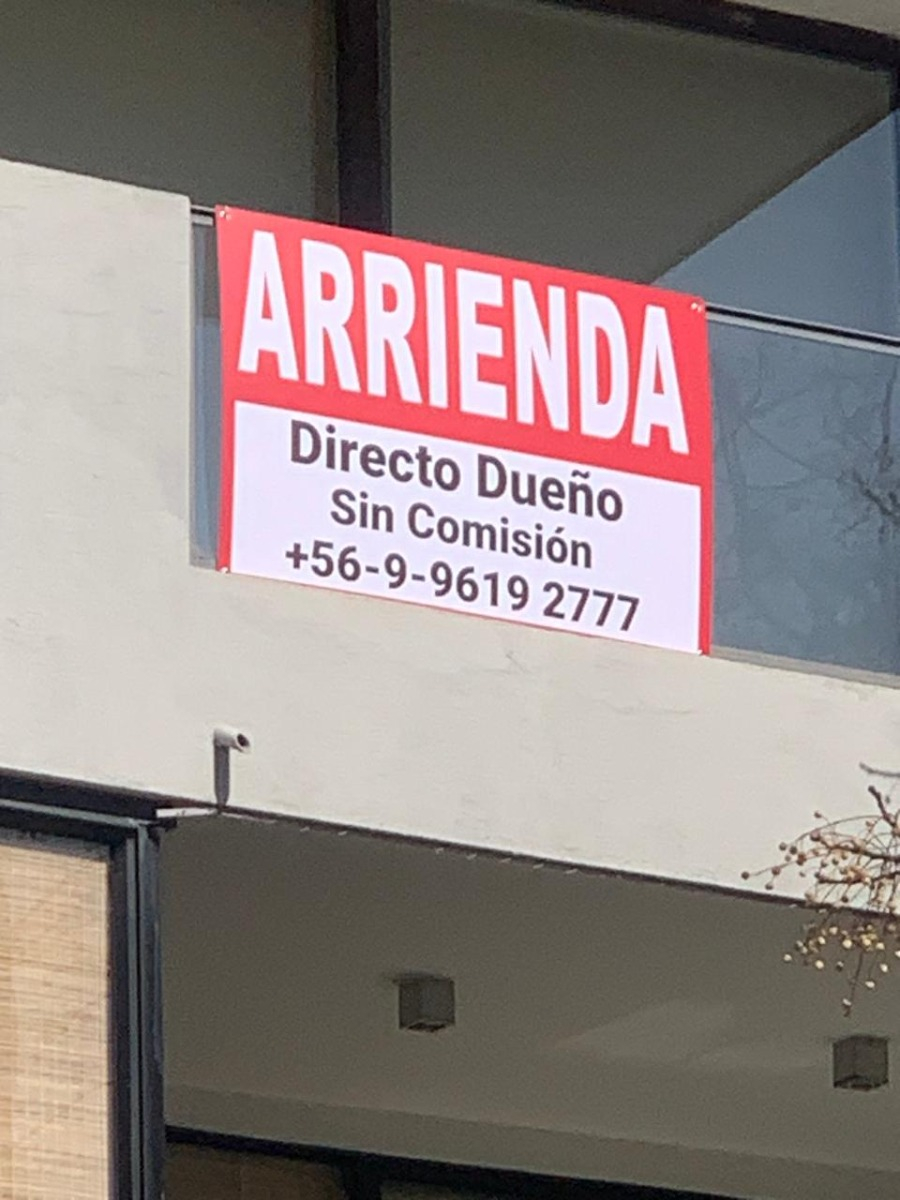 ARRIENDA
Directo Dueño
Sin Comisión
+56-9-9619 2777